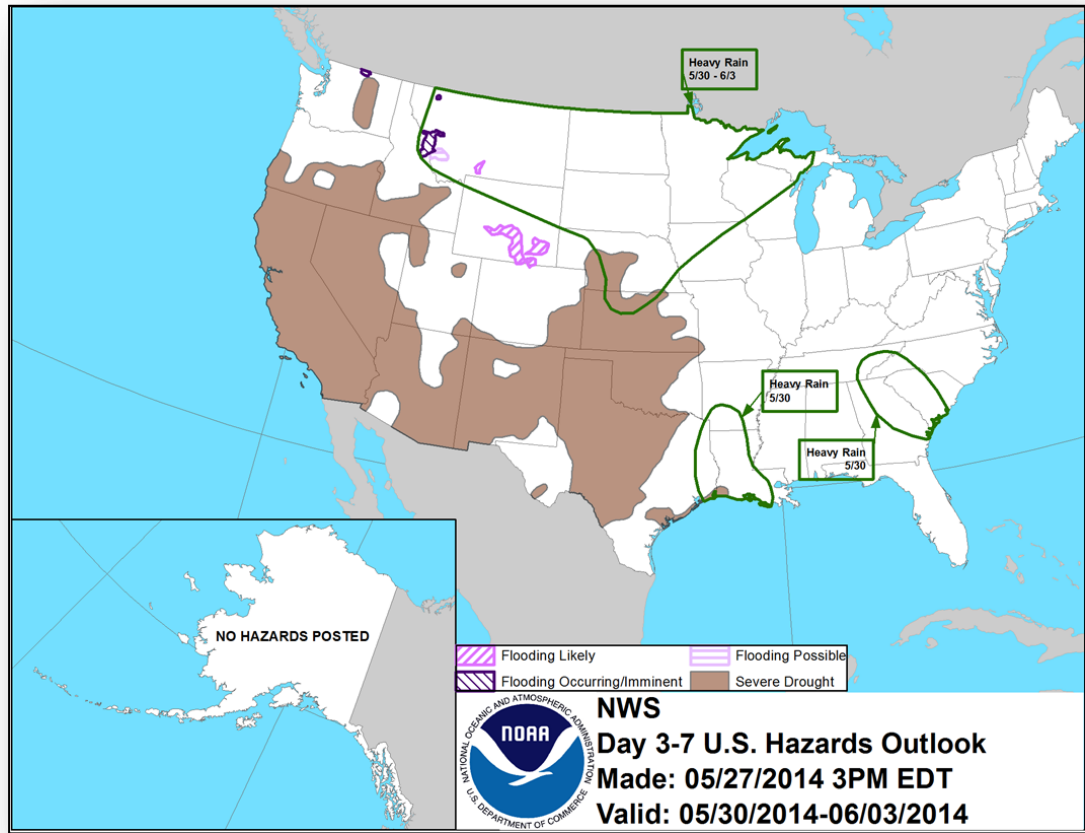 Heavy Rain
5/30 - 6/3
Heavy Rain
5/30
Heavy Rain
5/30
NO HAZARDS POSTED
Flooding Likely
Flooding Possible
Flooding Occurring/Imminent
Severe Drought
NATIONAL OCEANIC AND ATMOSPHERIC ADMINISTRATION
NOAA
U.S. DEPARTMENT OF COMMERCE
NWS
Day 3-7 U.S. Hazards Outlook
Made: 05/27/2014 3PM EDT
Valid: 05/30/2014-06/03/2014